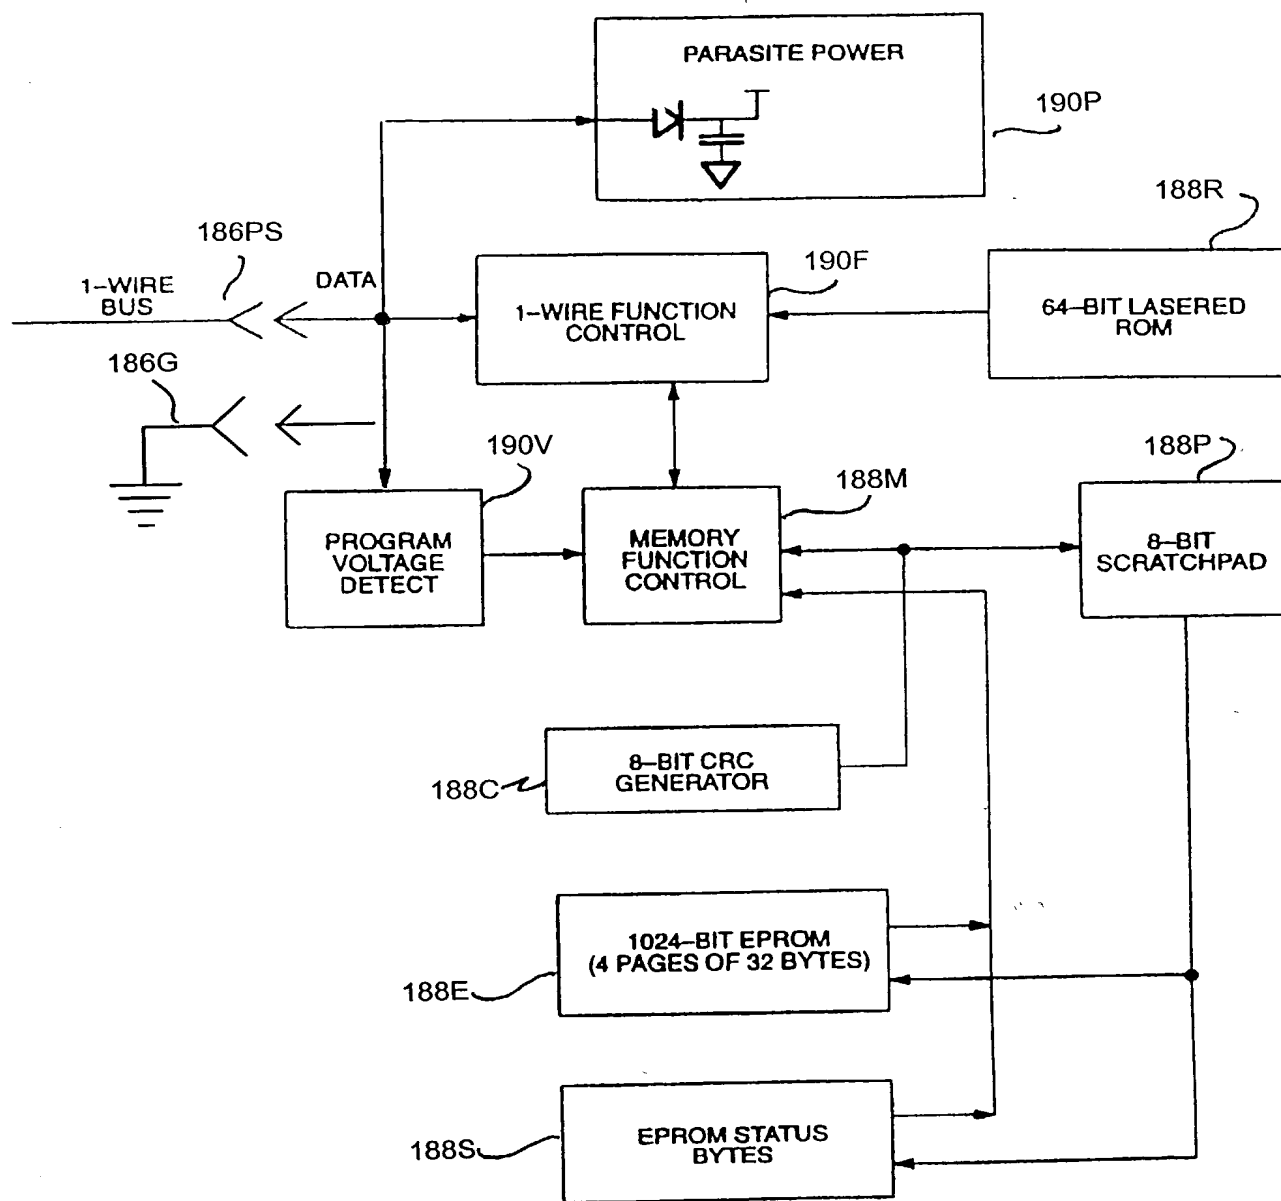 PARASITE POWER
190P
188R
186PS
1–WIRE
BUS
DATA
190F
1–WIRE FUNCTION
CONTROL
64–BIT LASERED
ROM
186G
190V
188M
188P
PROGRAM
VOLTAGE
DETECT
MEMORY
FUNCTION
CONTROL
8–BIT
SCRATCHPAD
8–BIT CRC
GENERATOR
188C
1024–BIT EPROM
(4 PAGES OF 32 BYTES)
188E
EPROM STATUS
BYTES
188S